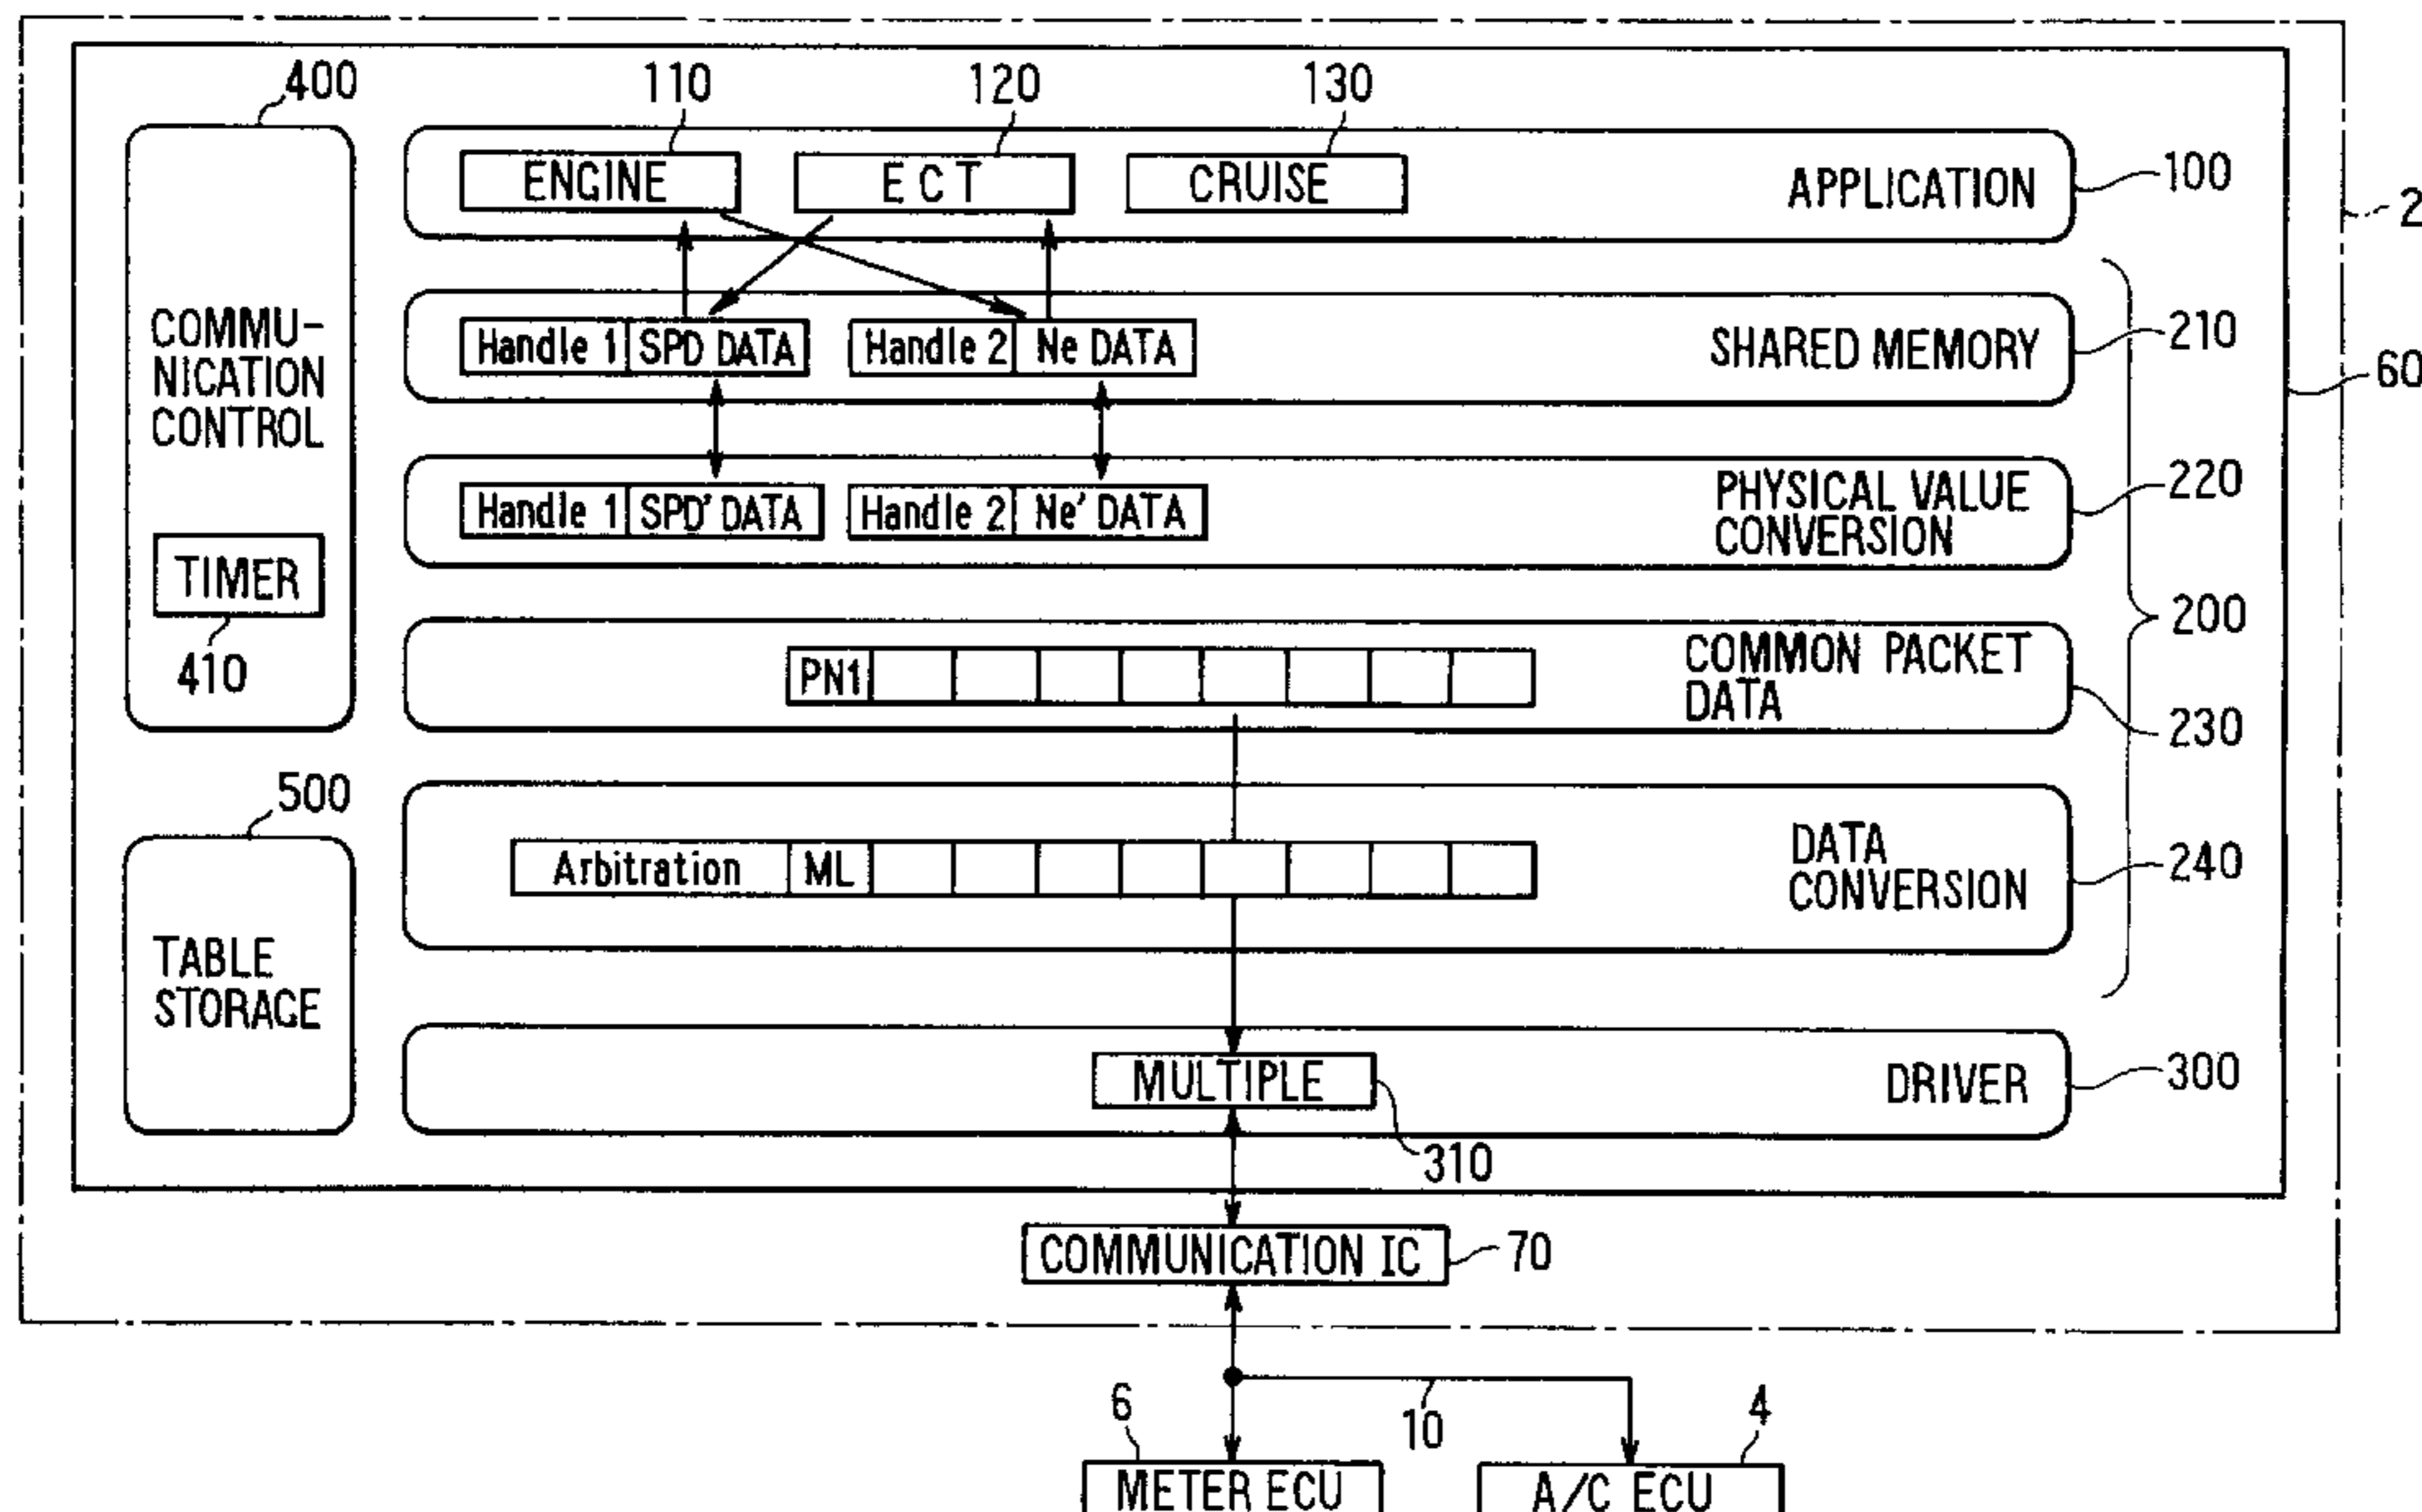 400
110
120
130
ENGINE
ECT
CRUISE
APPLICATION
100
2
COMMU-
NICATION
CONTROL
Handle 1 SPD DATA
Handle 2 Ne DATA
SHARED MEMORY
210
60
Handle 1 SPD' DATA
Handle 2 Ne' DATA
PHYSICAL VALUE
CONVERSION
220
TIMER
410
200
PN1
COMMON PACKET
DATA
230
500
Arbitration ML
DATA
CONVERSION
240
TABLE
STORAGE
MULTIPLE
DRIVER
300
310
COMMUNICATION IC
70
6
10
4
METER ECU
A/C ECU